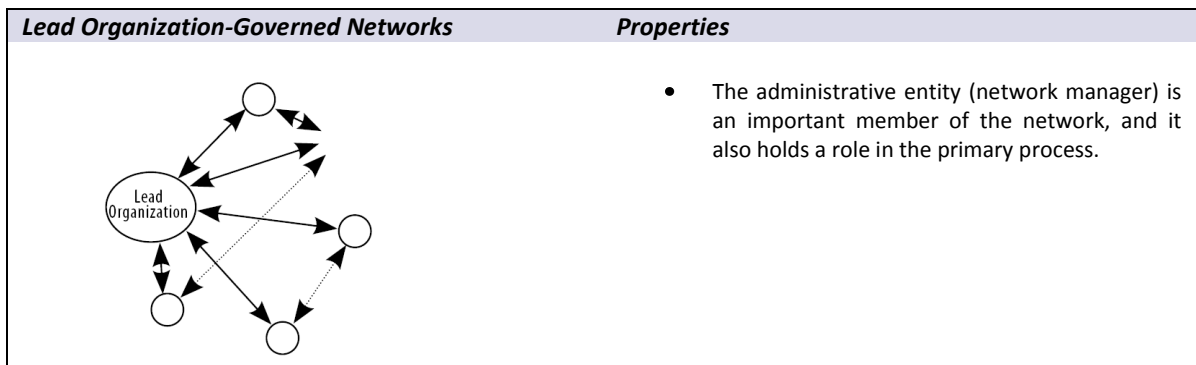 Lead Organization-Governed Networks
Properties
Lead
Organization
• The administrative entity (network manager) is
an important member of the network, and it
also holds a role in the primary process.